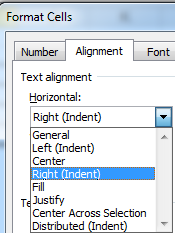 Format Cells
Number Alignment Font
Text alignment
Horizontal:
Right (Indent)
General
Left (Indent)
Center
Right (Indent)
Fill
Justify
Center Across Selection
Distributed (Indent)